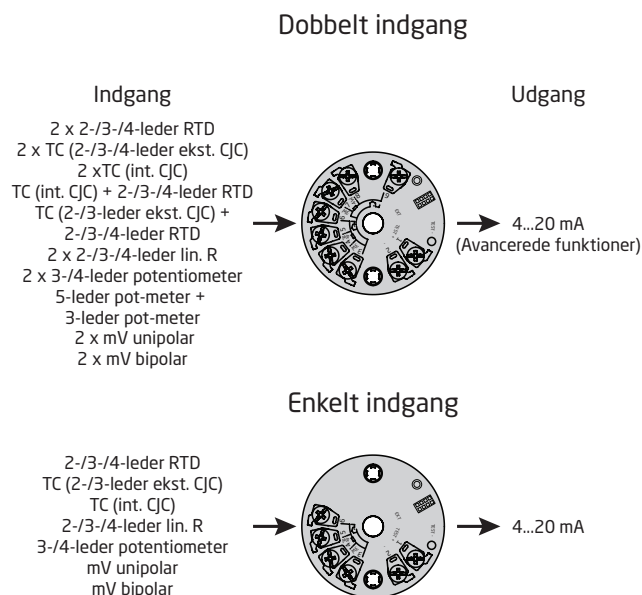 Dobbelt indgang
Indgang
Udgang
2 x 2-/3-/4-leder RTD
2 x TC (2-/3-/4-leder ekst. CJC)
2 xTC (int. CJC)
TC (int. CJC) + 2-/3-/4-leder RTD
TC (2-/3-leder ekst. CJC) +
2-/3-/4-leder RTD
2 x 2-/3-/4-leder lin. R
2 x 3-/4-leder potentiometer
5-leder pot-meter +
3-leder pot-meter
2 x mV unipolar
2 x mV bipolar
4...20 mA
(Avancerede funktioner)
Enkelt indgang
2-/3-/4-leder RTD
TC (2-/3-leder ekst. CJC)
TC (int. CJC)
2-/3-/4-leder lin. R
3-/4-leder potentiometer
mV unipolar
mV bipolar
4...20 mA